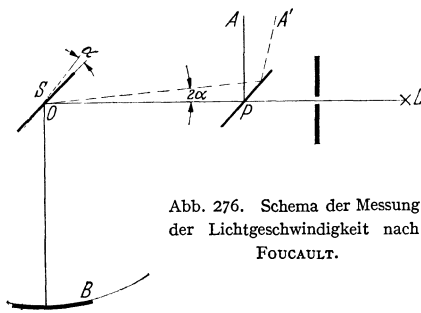 A A'
α
S
2α
O P L
B
Abb. 276. Schema der Messung
der Lichtgeschwindigkeit nach
FOUCAULT.